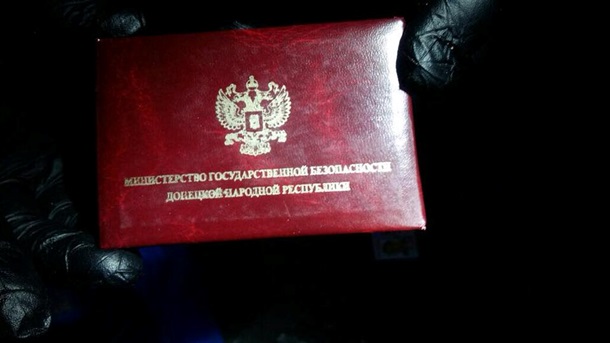 МИНИСТЕРСТВО ГОСУДАРСТВЕННОЙ БЕЗОПАСНОСТИ
ДОНЕЦКОЙ НАРОДНОЙ РЕСПУБЛИКИ